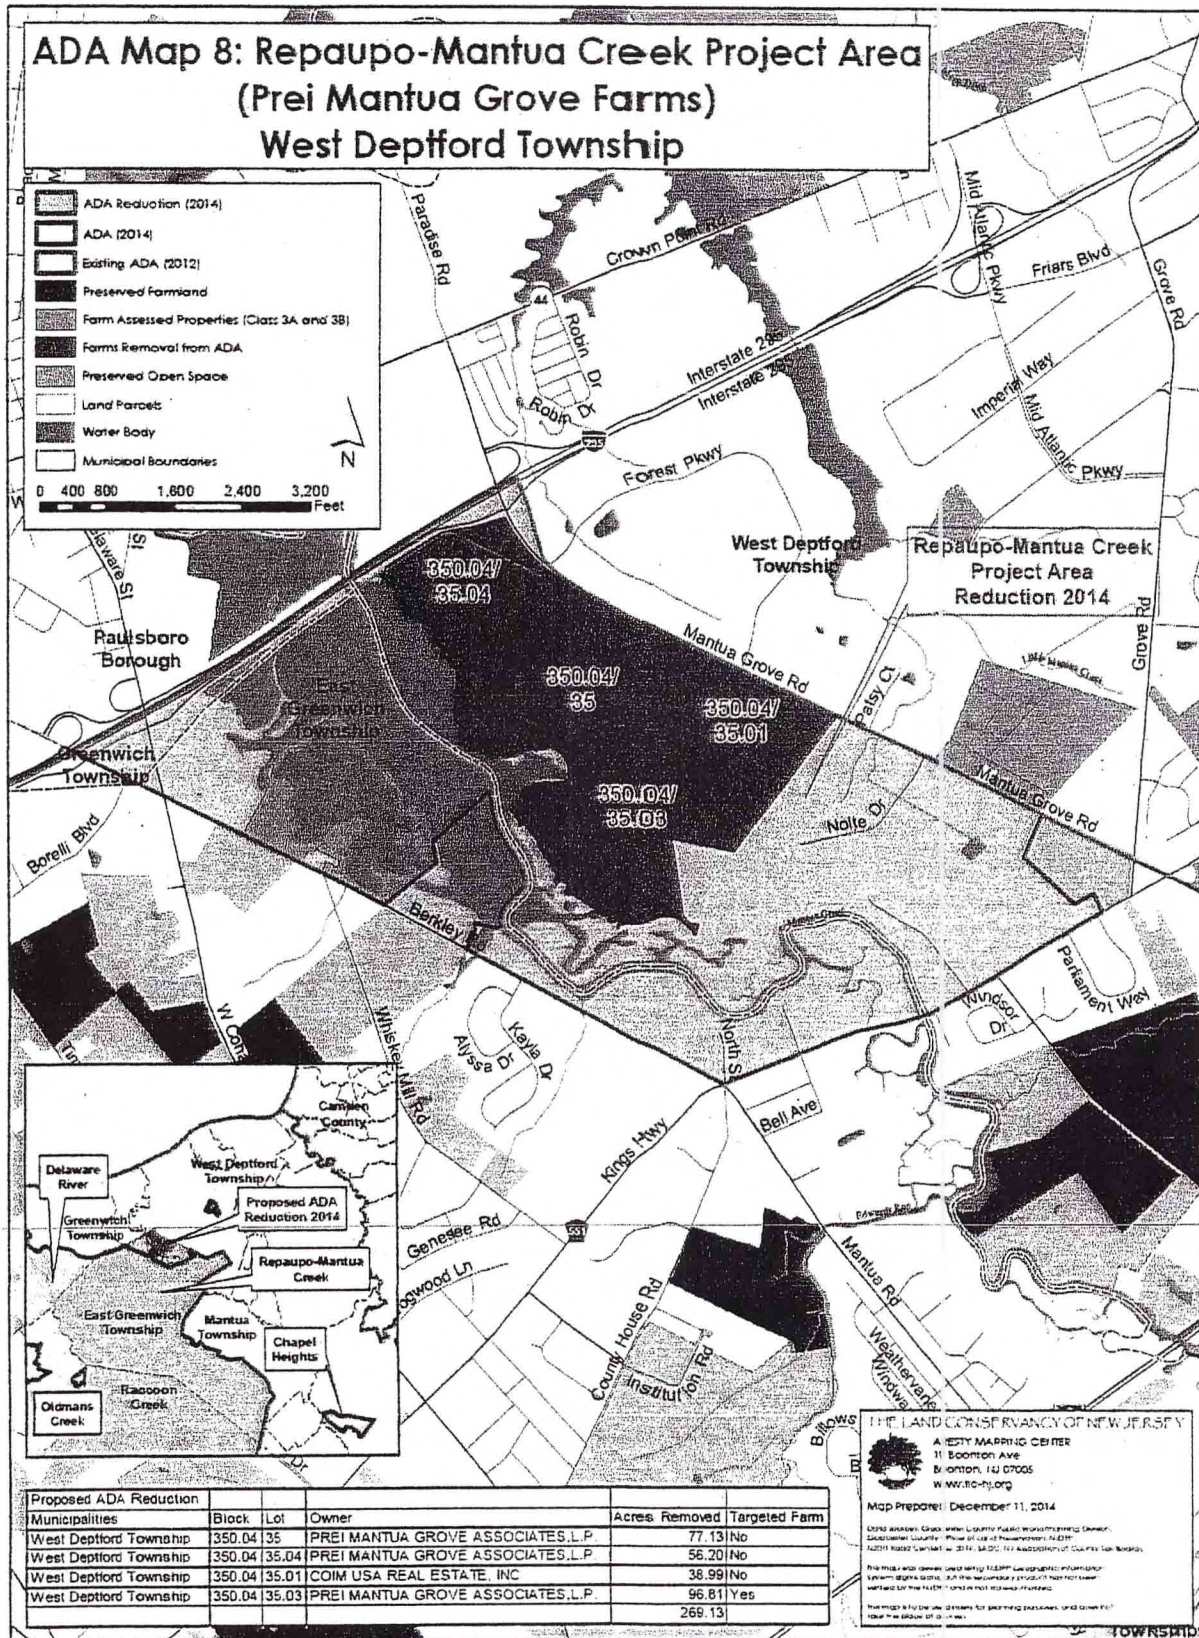 ADA Map 8: Repaupo-Mantua Creek Project Area
(Prei Mantua Grove Farms)
West Deptford Township
ADA Reduction (2014)
ADA (2014)
Existing ADA (2012)
Preserved Farmland
Farm Assessed Properties (Class 3A and 3B)
Farms Removal from ADA
Preserved Open Space
Land Parcels
Water Body
Municipal Boundaries
N
0 400 800 1,600 2,400 3,200
Feet
Paradise Rd
Crown Point Rd
44
Robin Dr
Robin Dr
Mid Atlantic Pkwy
Friars Blvd
Grove Rd
Interstate 295
Interstate 295
295
Imperial Way
Mid Atlantic Pkwy
Forest Pkwy
West Deptford
Township
Repaupo-Mantua Creek
Project Area
Reduction 2014
Grove Rd
350.04/
35.04
Paulsboro
Borough
Mantua Grove Rd
350.04/
35
350.04/
35.01
Patsy Ct
East
Greenwich
Township
Greenwich
Township
350.04/
35.03
Nolte Dr
Mantua Grove Rd
Borelli Blvd
Berkley
Parliament Way
Windsor
Dr
Whiskey Mill Rd
Alyssa Dr
Kayla Dr
North St
Bell Ave
Kings Hwy
Genesee Rd
551
Edwards Run
Mantua Rd
County House Rd
Institution Rd
Weathervane
Camden
County
West Deptford
Township
Delaware
River
Greenwich
Township
Proposed ADA
Reduction 2014
Repaupo-Mantua
Creek
East Greenwich
Township
Mantua
Township
Chapel
Heights
Raccoon
Creek
Oldmans
Creek
Dr
Proposed ADA Reduction
Municipalities Block Lot Owner Acres Removed Targeted Farm
West Deptford Township 350.04 35 PREI MANTUA GROVE ASSOCIATES, L.P. 77.13 No
West Deptford Township 350.04 35.04 PREI MANTUA GROVE ASSOCIATES, L.P. 56.20 No
West Deptford Township 350.04 35.01 COIM USA REAL ESTATE, INC 38.99 No
West Deptford Township 350.04 35.03 PREI MANTUA GROVE ASSOCIATES, L.P. 96.81 Yes
269.13
THE LAND CONSERVANCY OF NEW JERSEY
MAPPING CENTER
Boonton Ave
Boonton, NJ 07005
www.tlc-nj.org
Map Prepared December 11, 2014
TOWNSHIP